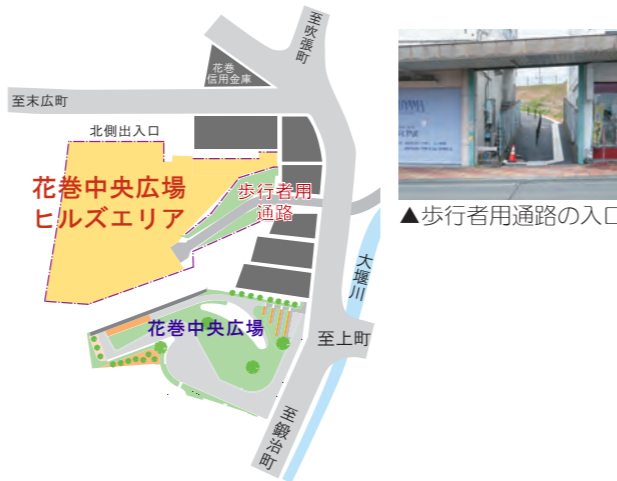 至吹張町
花巻
信用金庫
至末広町
北側出入口
花巻中央広場
ヒルズエリア
歩行者用
通路
▲歩行者用通路の入口
大堰川
花巻中央広場
至上町
至鍛治町